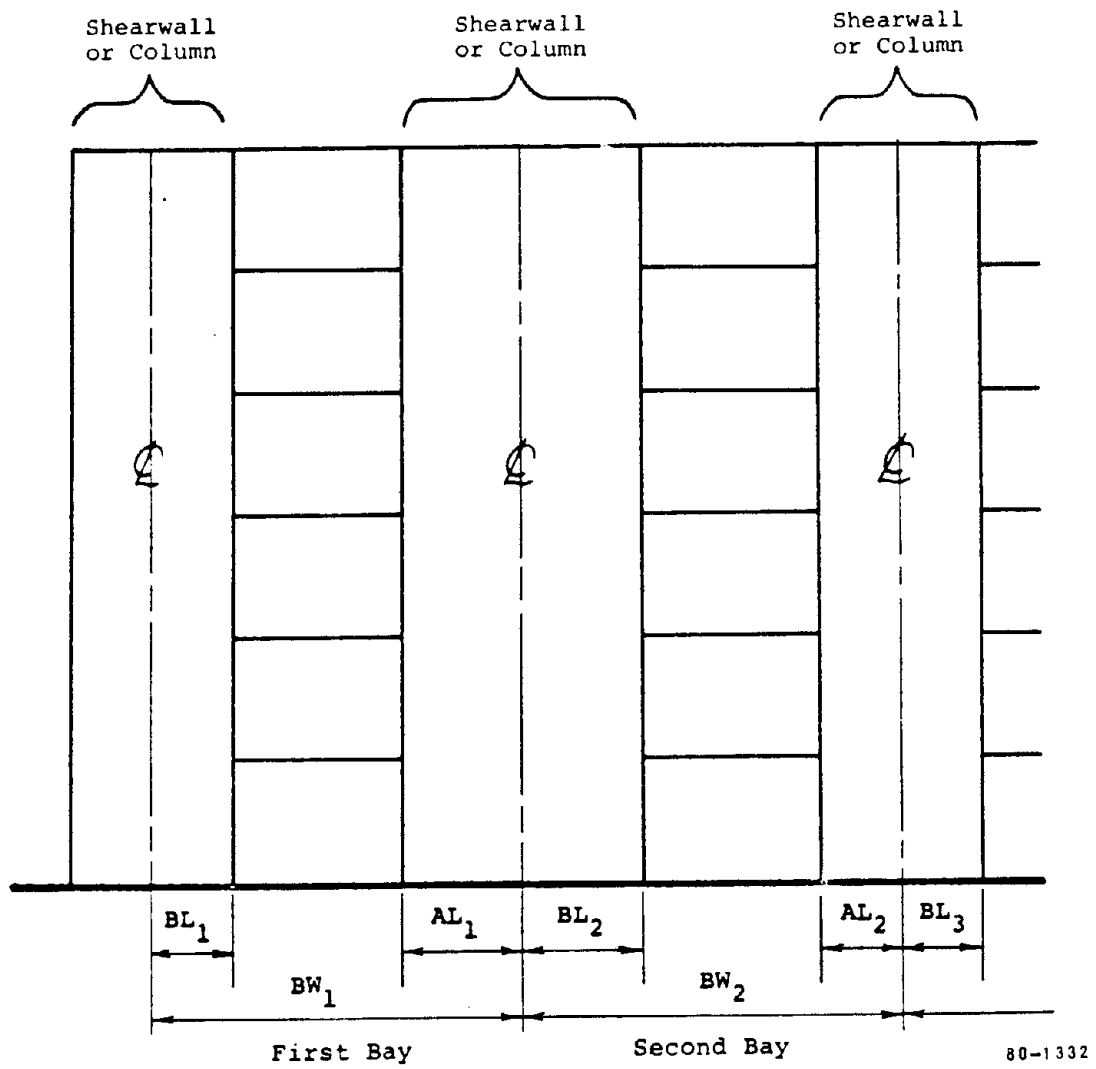 Shearwall
or Column
Shearwall
or Column
Shearwall
or Column
℄
℄
℄
BL₁
AL₁
BL₂
AL₂
BL₃
BW₁
BW₂
First Bay
Second Bay
80-1332